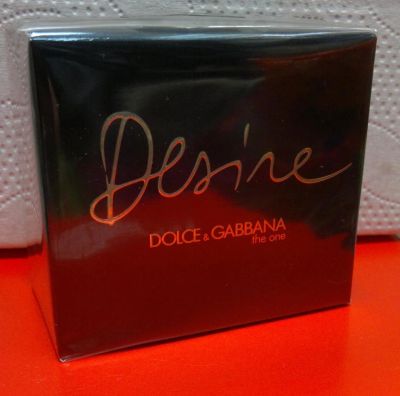 Desire
DOLCE & GABBANA
the one